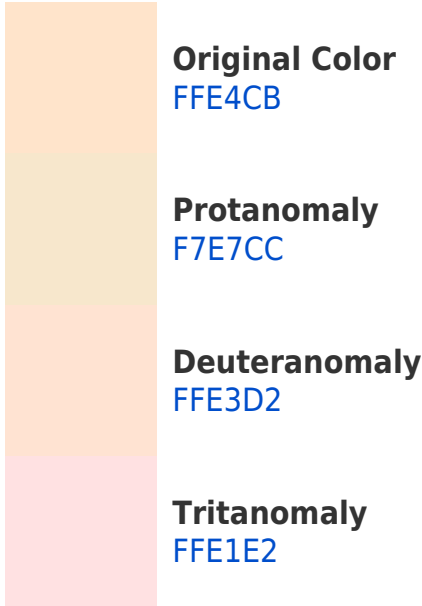 Original Color
FFE4CB
Protanomaly
F7E7CC
Deuteranomaly
FFE3D2
Tritanomaly
FFE1E2